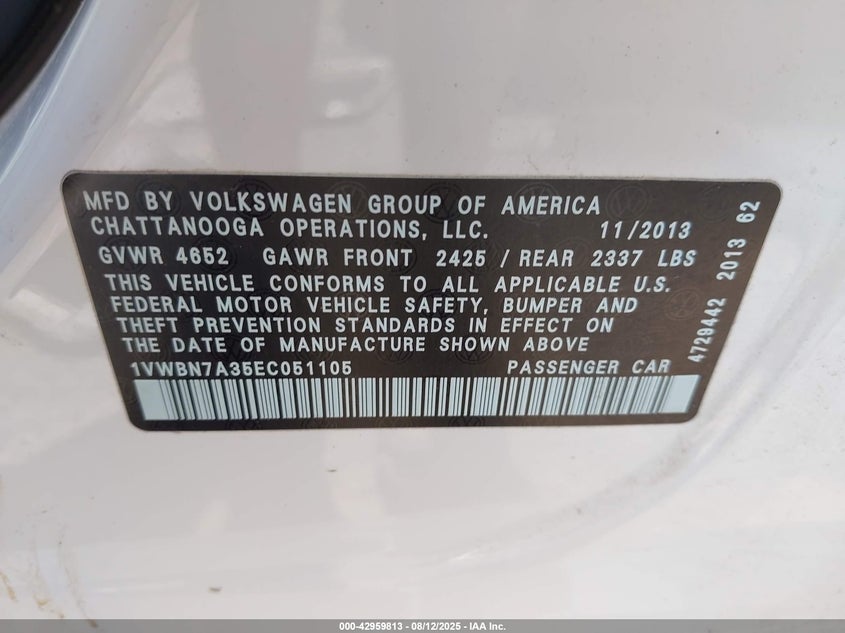 MFD BY VOLKSWAGEN GROUP OF AMERICA
CHATTANOOGA OPERATIONS, LLC. 11/2013
GVWR 4652 GAWR FRONT 2425 / REAR 2337 LBS
THIS VEHICLE CONFORMS TO ALL APPLICABLE U.S.
FEDERAL MOTOR VEHICLE SAFETY, BUMPER AND
THEFT PREVENTION STANDARDS IN EFFECT ON
THE DATE OF MANUFACTURE SHOWN ABOVE
1VWBN7A35EC051105 PASSENGER CAR
4729442 2013 62
000-42959813 - 08/12/2025 - IAA Inc.